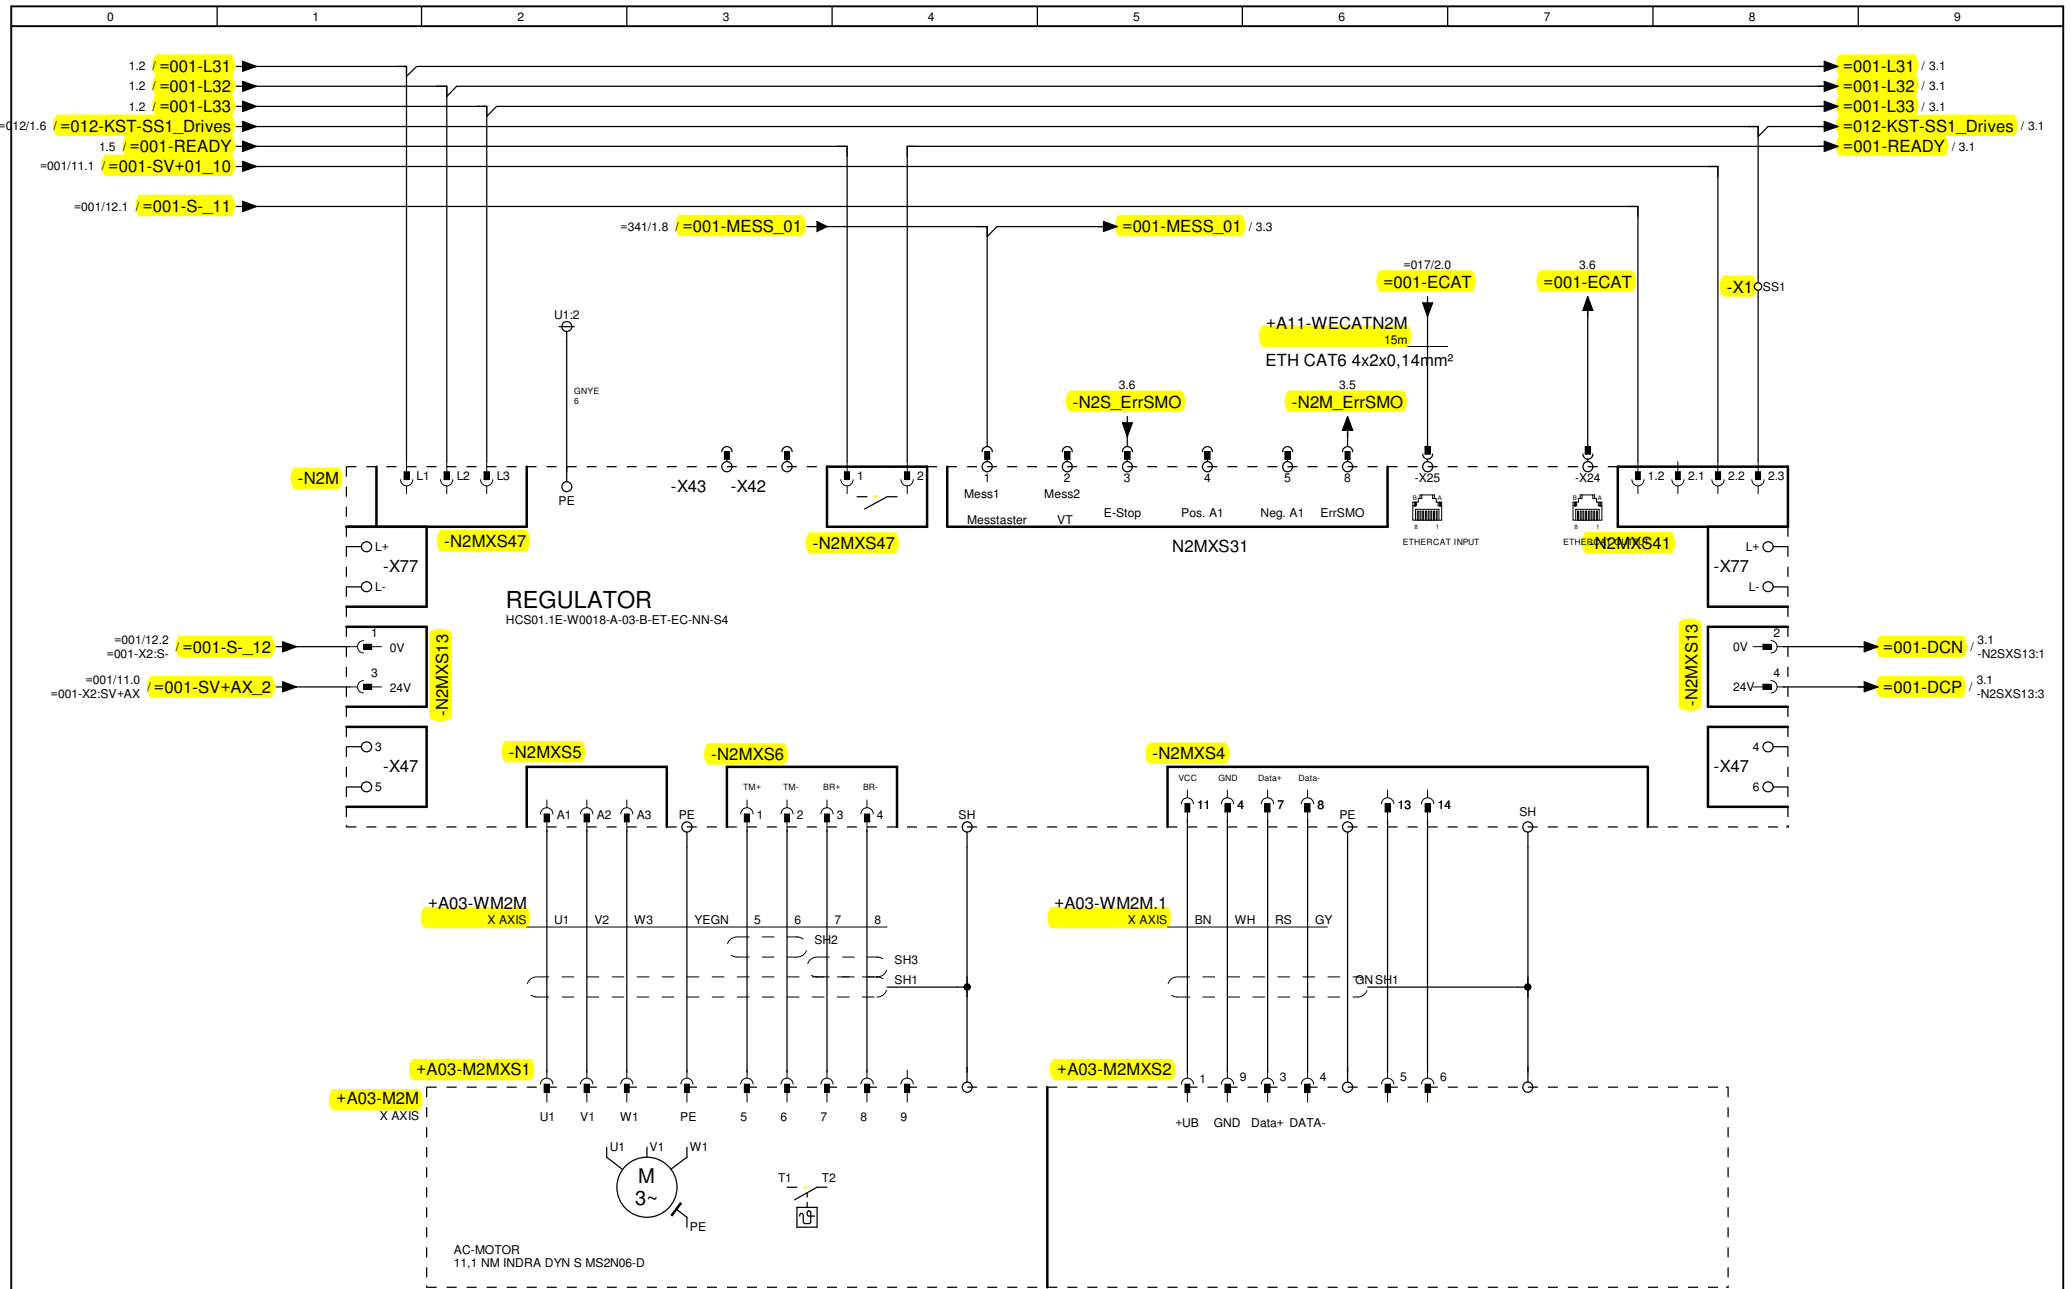 0 1 2 3 4 5 6 7 8 9
1.2 / =001-L31 =001-L31 / 3.1
1.2 / =001-L32 =001-L32 / 3.1
1.2 / =001-L33 =001-L33 / 3.1
=012/1.6 / =012-KST-SS1_Drives =012-KST-SS1_Drives / 3.1
1.5 / =001-READY =001-READY / 3.1
=001/11.1 / =001-SV+01_10
=001/12.1 / =001-S-_11
=341/1.8 / =001-MESS_01 =001-MESS_01 / 3.3
=017/2.0 3.6
=001-ECAT =001-ECAT
-X1 SS1
U1:2
+A11-WECATN2M
15m
ETH CAT6 4x2x0,14mm²
GNYE
6
3.6 3.5
-N2S_ErrSMO -N2M_ErrSMO
-N2M L1 L2 L3 PE -X43 -X42 1 2
1 2 3 4 5 8 -X25 -X24 1.2 2.1 2.2 2.3
Mess1 Mess2
Messtaster VT E-Stop Pos. A1 Neg. A1 ErrSMO
B A B A
8 1 8 1
-N2MXS47 -N2MXS47 N2MXS31 ETHERCAT INPUT ETHERCAT OUTPUT -N2MXS41
L+ L+
-X77 -X77
L- L-
REGULATOR
HCS01.1E-W0018-A-03-B-ET-EC-NN-S4
=001/12.2
=001-X2:S- / =001-S-_12 1 0V
=001/11.0
=001-X2:SV+AX / =001-SV+AX_2 3 24V
-N2MXS13
-N2MXS13
0V 2 =001-DCN / 3.1
-N2SXS13:1
24V 4 =001-DCP / 3.1
-N2SXS13:3
3 4
-X47 -X47
5 6
-N2MXS5 -N2MXS6 -N2MXS4
TM+ TM- BR+ BR- VCC GND Data+ Data-
A1 A2 A3 PE 1 2 3 4 SH 11 4 7 8 PE 13 14 SH
+A03-WM2M +A03-WM2M.1
X AXIS U1 V2 W3 YEGN 5 6 7 8 X AXIS BN WH RS GY
SH2
SH3
SH1 GN SH1
+A03-M2MXS1 +A03-M2MXS2 1 9 3 4 5 6
+A03-M2M
X AXIS U1 V1 W1 PE 5 6 7 8 9
+UB GND Data+ DATA-
U1 V1 W1
M
3~
PE
T1 T2
ϑ
AC-MOTOR
11,1 NM INDRA DYN S MS2N06-D